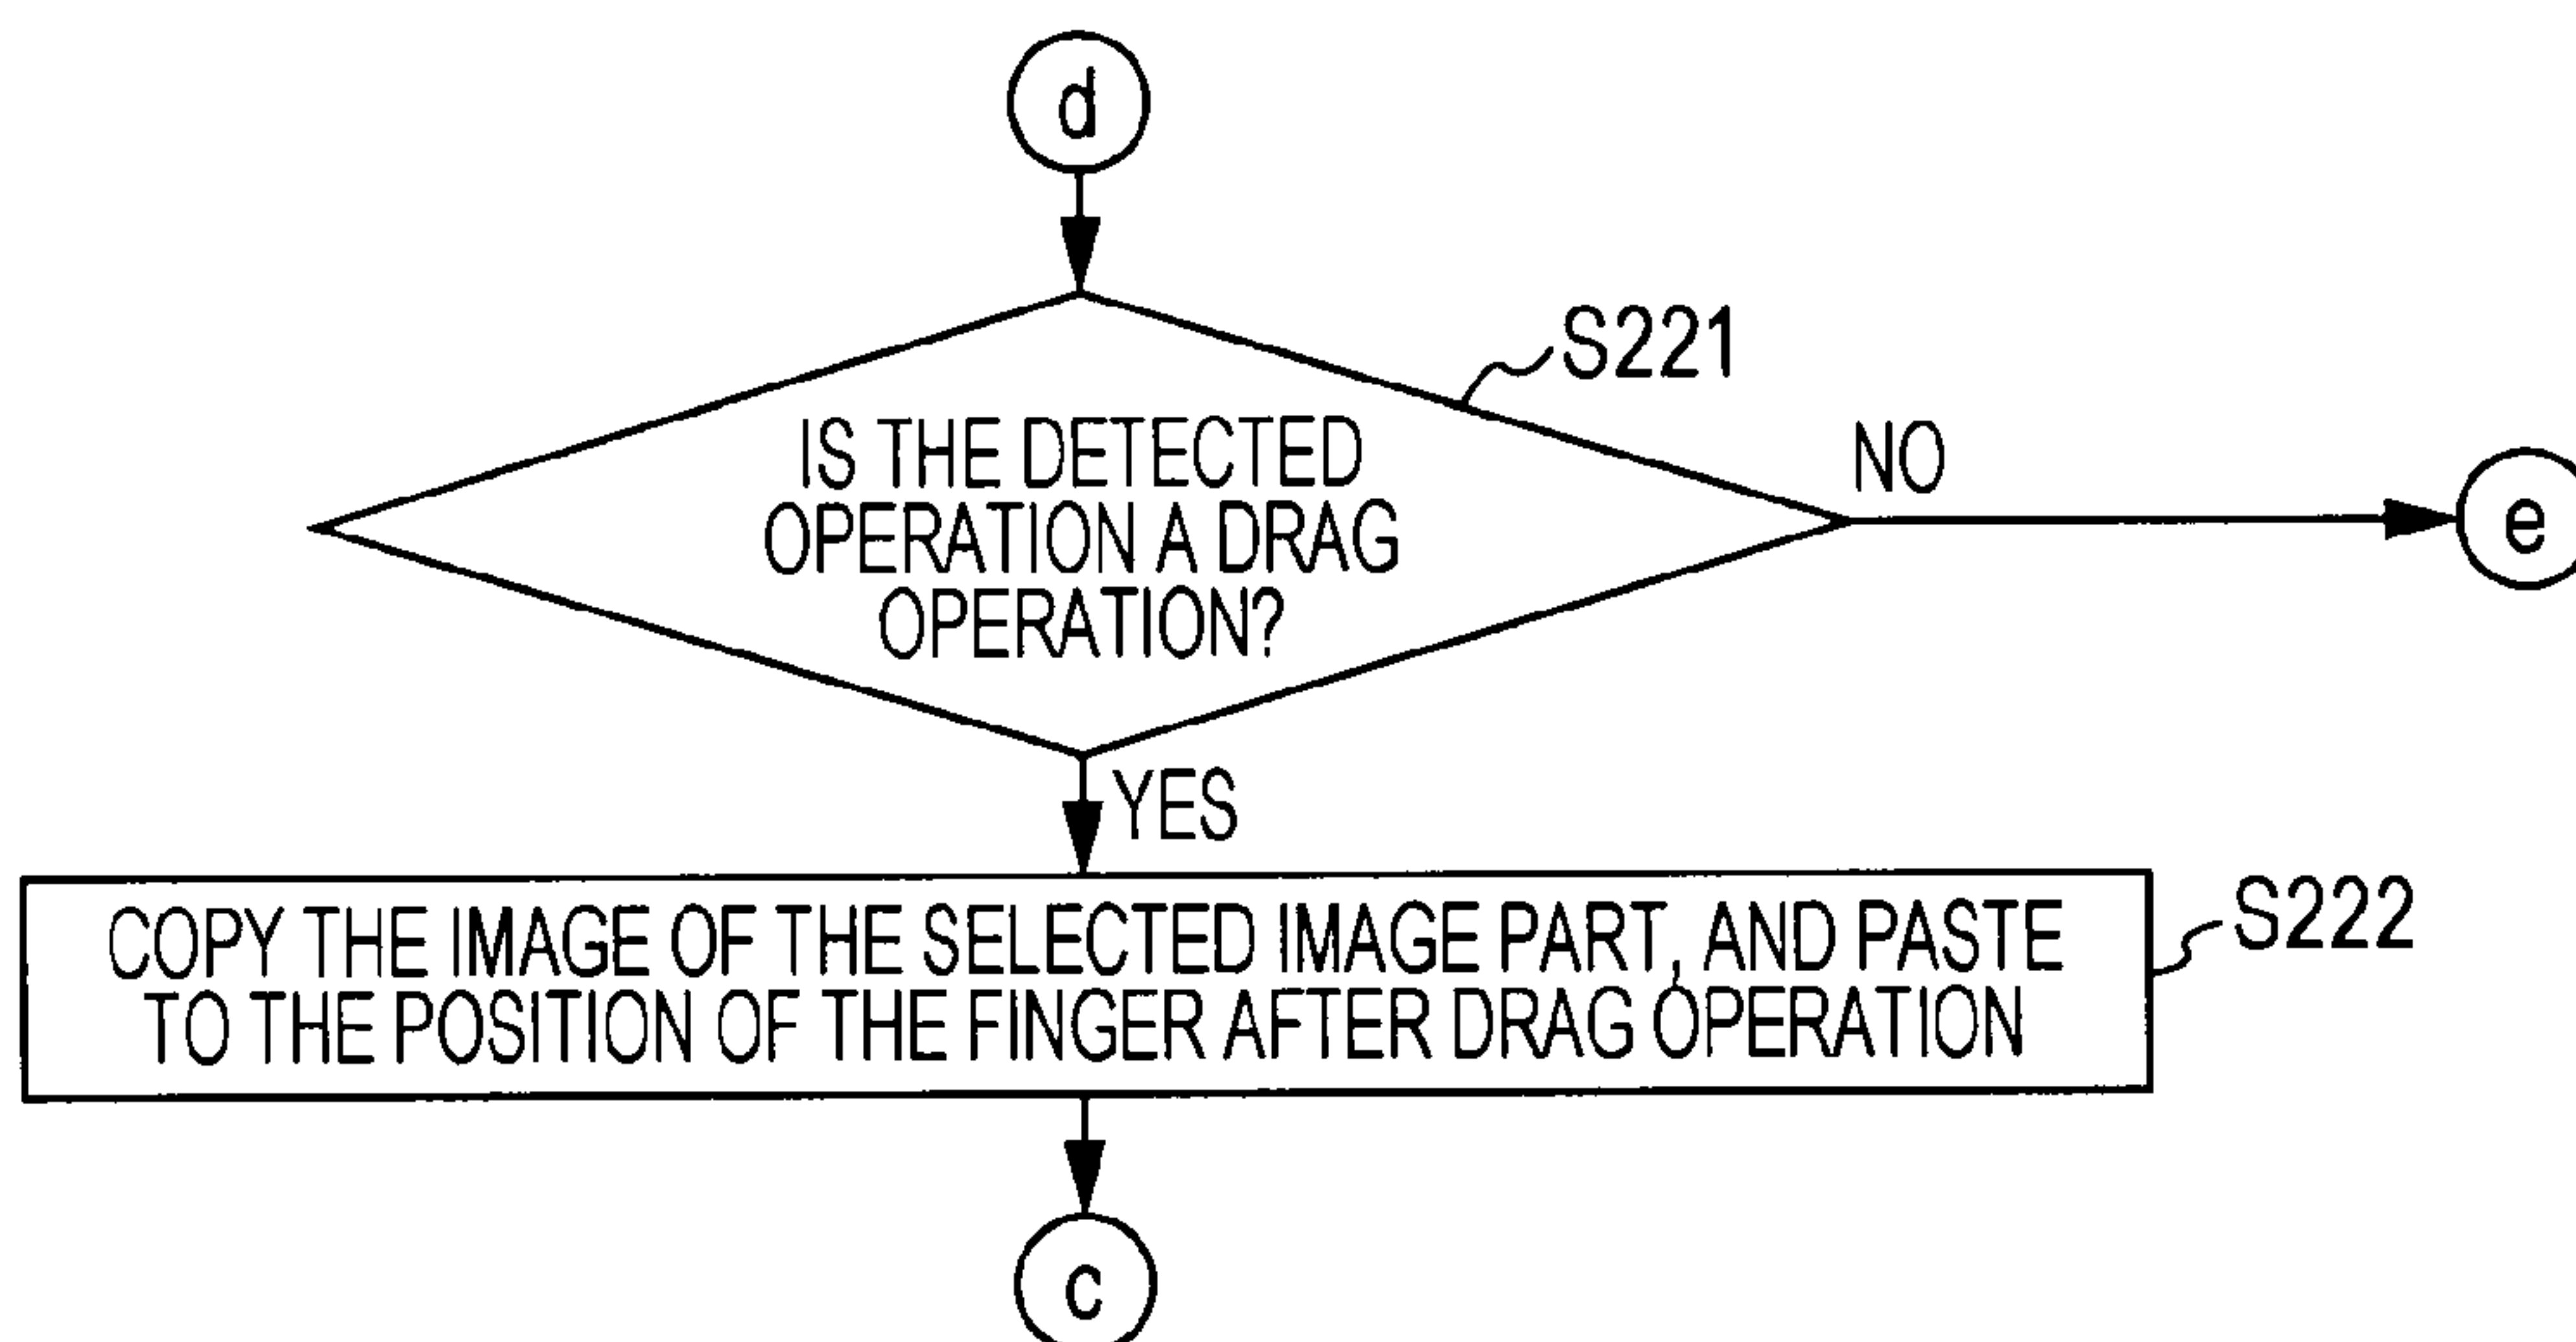 d
S221
IS THE DETECTED
OPERATION A DRAG
OPERATION?
NO
e
YES
COPY THE IMAGE OF THE SELECTED IMAGE PART, AND PASTE
TO THE POSITION OF THE FINGER AFTER DRAG OPERATION
S222
c